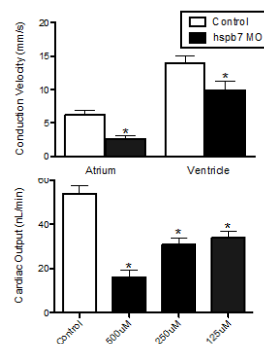 Control
hspb7 MO
Conduction Velocity (mm/s)
20
15
10
5
0
*
*
Atrium
Ventricle
Cardiac Output (nL/min)
60
40
20
0
*
*
*
Control
500uM
250uM
125uM